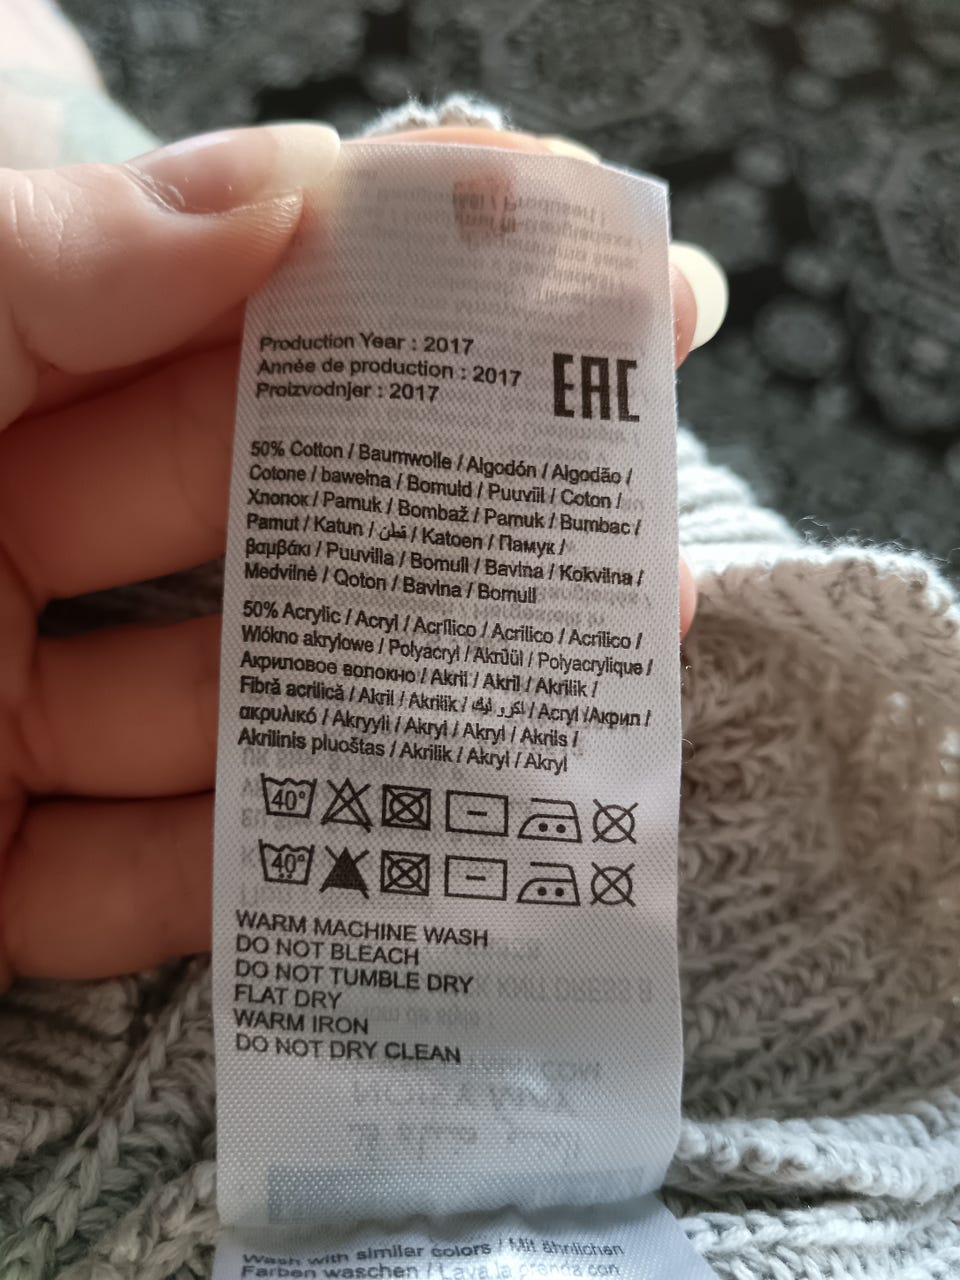 Production Year : 2017
Année de production : 2017
Proizvodnjer : 2017
EAC
50% Cotton / Baumwolle / Algodón / Algodão /
Cotone / bawełna / Bomuld / Puuviil / Coton /
Хлопок / Pamuk / Bombaž / Pamuk / Bumbac /
Pamut / Katun / قطن / Katoen / Памук /
βαμβάκι / Puuvilla / Bomull / Bavlna / Kokvilna /
Medvilnė / Qoton / Bavlna / Bomull
50% Acrylic / Acryl / Acrílico / Acrílico / Acrilico /
Włókno akrylowe / Polyacryl / Akrüül / Polyacrylique /
Акриловое волокно / Akril / Akril / Akrilik /
Fibră acrilică / Akril / Akrilik / / Acryl /Акрил /
ακρυλικό / Akryyli / Akryl / Akryl / Akrils /
Akrilinis pluoštas / Akrilik / Akryl / Akryl
40°
40°
WARM MACHINE WASH
DO NOT BLEACH
DO NOT TUMBLE DRY
FLAT DRY
WARM IRON
DO NOT DRY CLEAN
Wash with similar colors / Mit ähnlichen
Farben waschen / Lava la prenda con